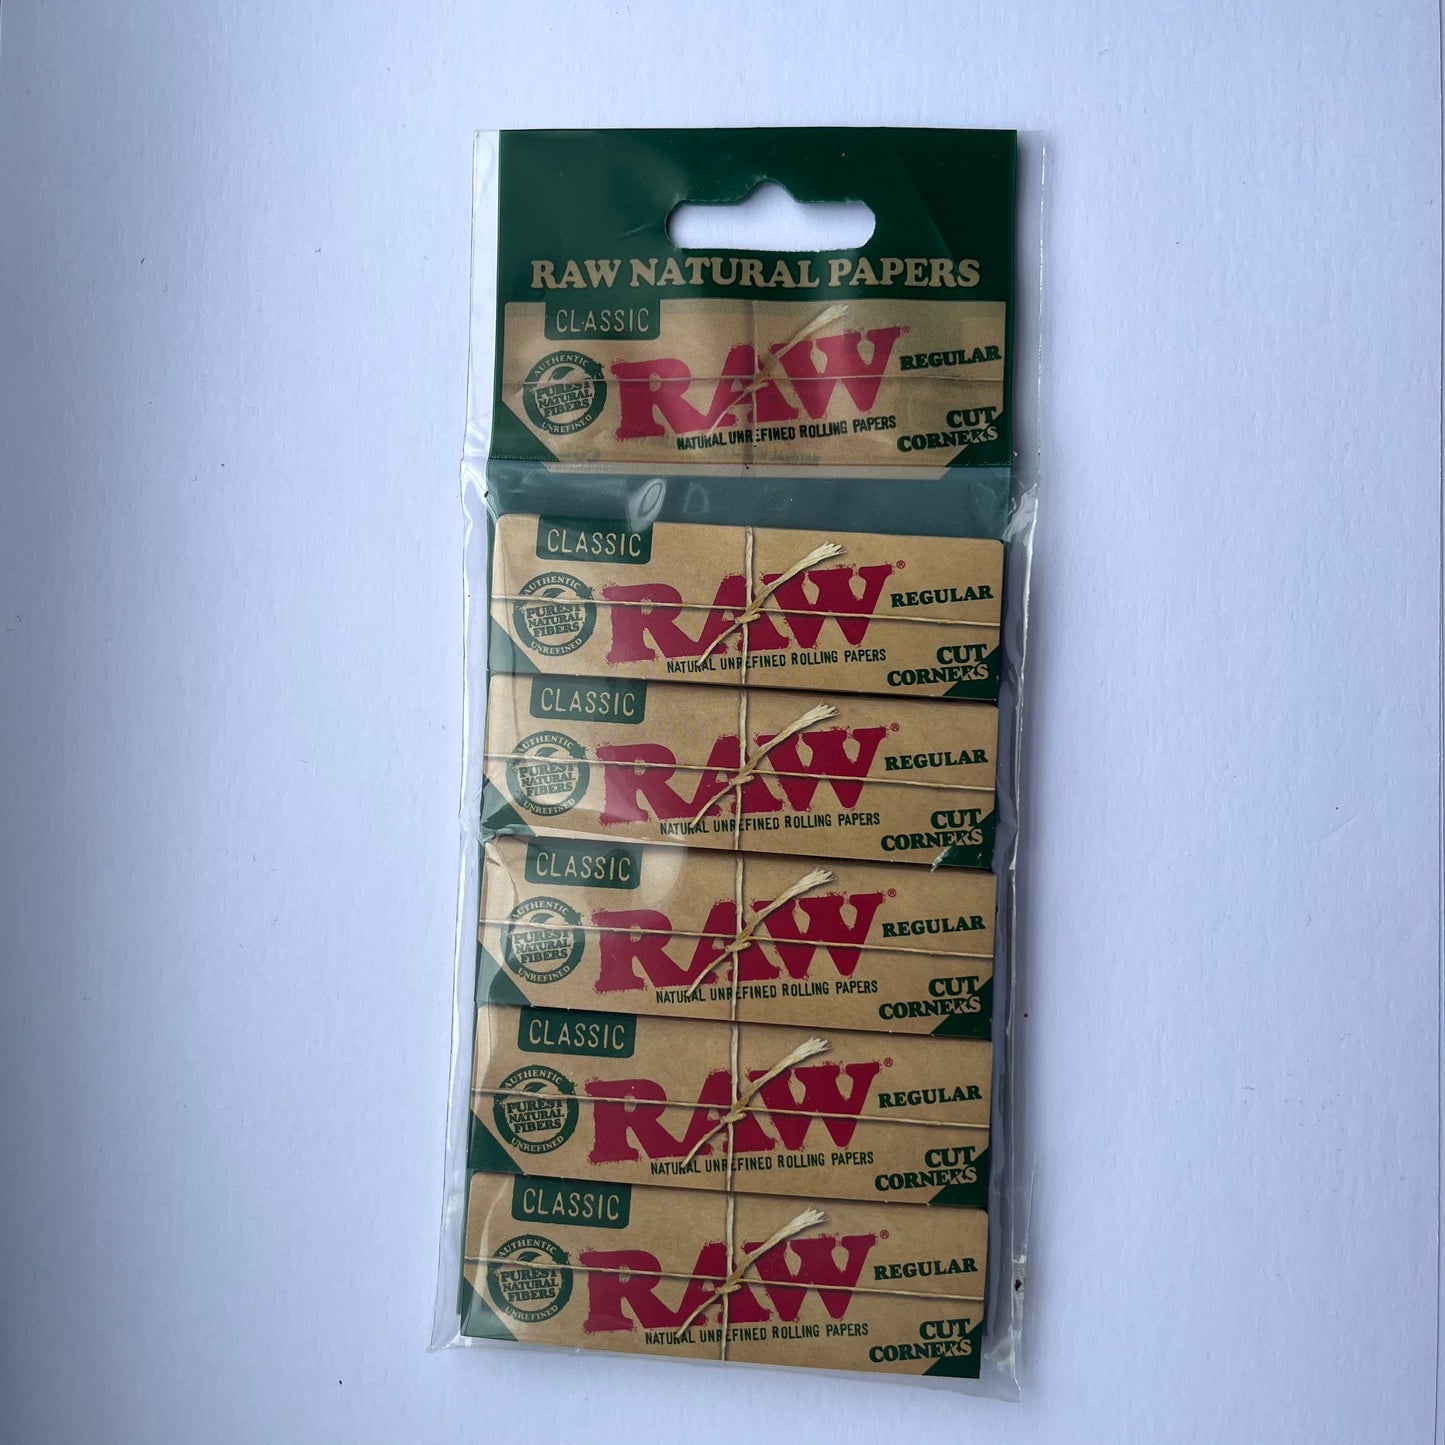 RAW NATURAL PAPERS
CLASSIC
AUTHENTIC
PUREST
NATURAL
FIBERS
UNREFINED
RAW®
REGULAR
NATURAL UNREFINED ROLLING PAPERS
CUT
CORNERS
CLASSIC
AUTHENTIC
PUREST
NATURAL
FIBERS
UNREFINED
RAW®
REGULAR
NATURAL UNREFINED ROLLING PAPERS
CUT
CORNERS
CLASSIC
AUTHENTIC
PUREST
NATURAL
FIBERS
UNREFINED
RAW®
REGULAR
NATURAL UNREFINED ROLLING PAPERS
CUT
CORNERS
CLASSIC
AUTHENTIC
PUREST
NATURAL
FIBERS
UNREFINED
RAW®
REGULAR
NATURAL UNREFINED ROLLING PAPERS
CUT
CORNERS
CLASSIC
AUTHENTIC
PUREST
NATURAL
FIBERS
UNREFINED
RAW®
REGULAR
NATURAL UNREFINED ROLLING PAPERS
CUT
CORNERS
CLASSIC
AUTHENTIC
PUREST
NATURAL
FIBERS
UNREFINED
RAW®
REGULAR
NATURAL UNREFINED ROLLING PAPERS
CUT
CORNERS